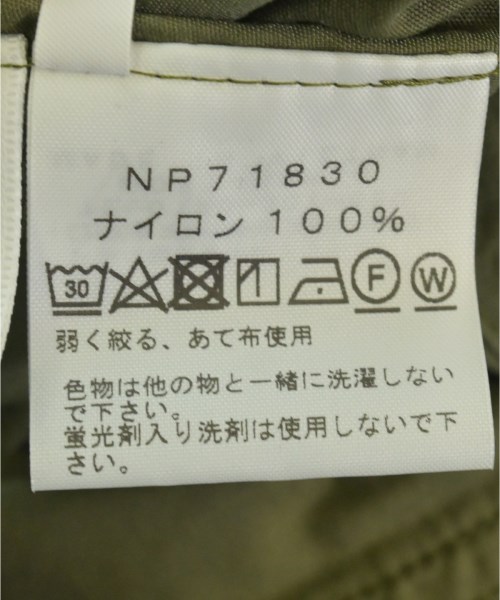 NP71830
ナイロン 100%
30 F W
弱く絞る、あて布使用
色物は他の物と一緒に洗濯しない
で下さい。
蛍光剤入り洗剤は使用しないで下
さい。